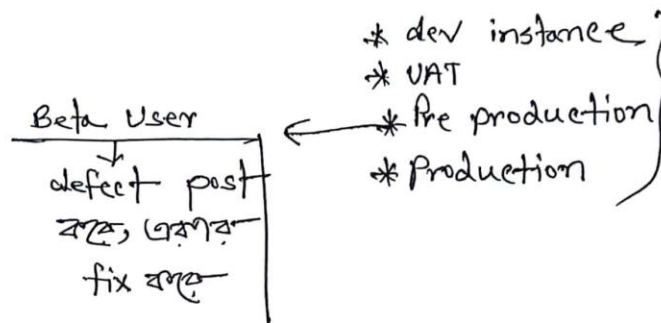 * dev instance
* UAT
* Pre production
* Production
Beta User
defect post
করে, এরপর
fix করে